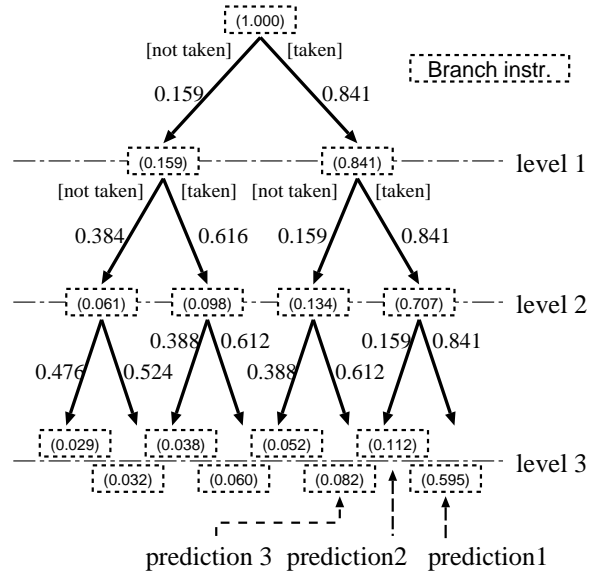 (1.000)
[not taken] [taken]
Branch instr.
0.159 0.841
(0.159) (0.841) level 1
[not taken] [taken] [not taken] [taken]
0.384 0.616 0.159 0.841
(0.061) (0.098) (0.134) (0.707) level 2
0.388 0.612 0.159 0.841
0.476 0.524 0.388 0.612
(0.029) (0.038) (0.052) (0.112)
level 3
(0.032) (0.060) (0.082) (0.595)
prediction 3 prediction2 prediction1